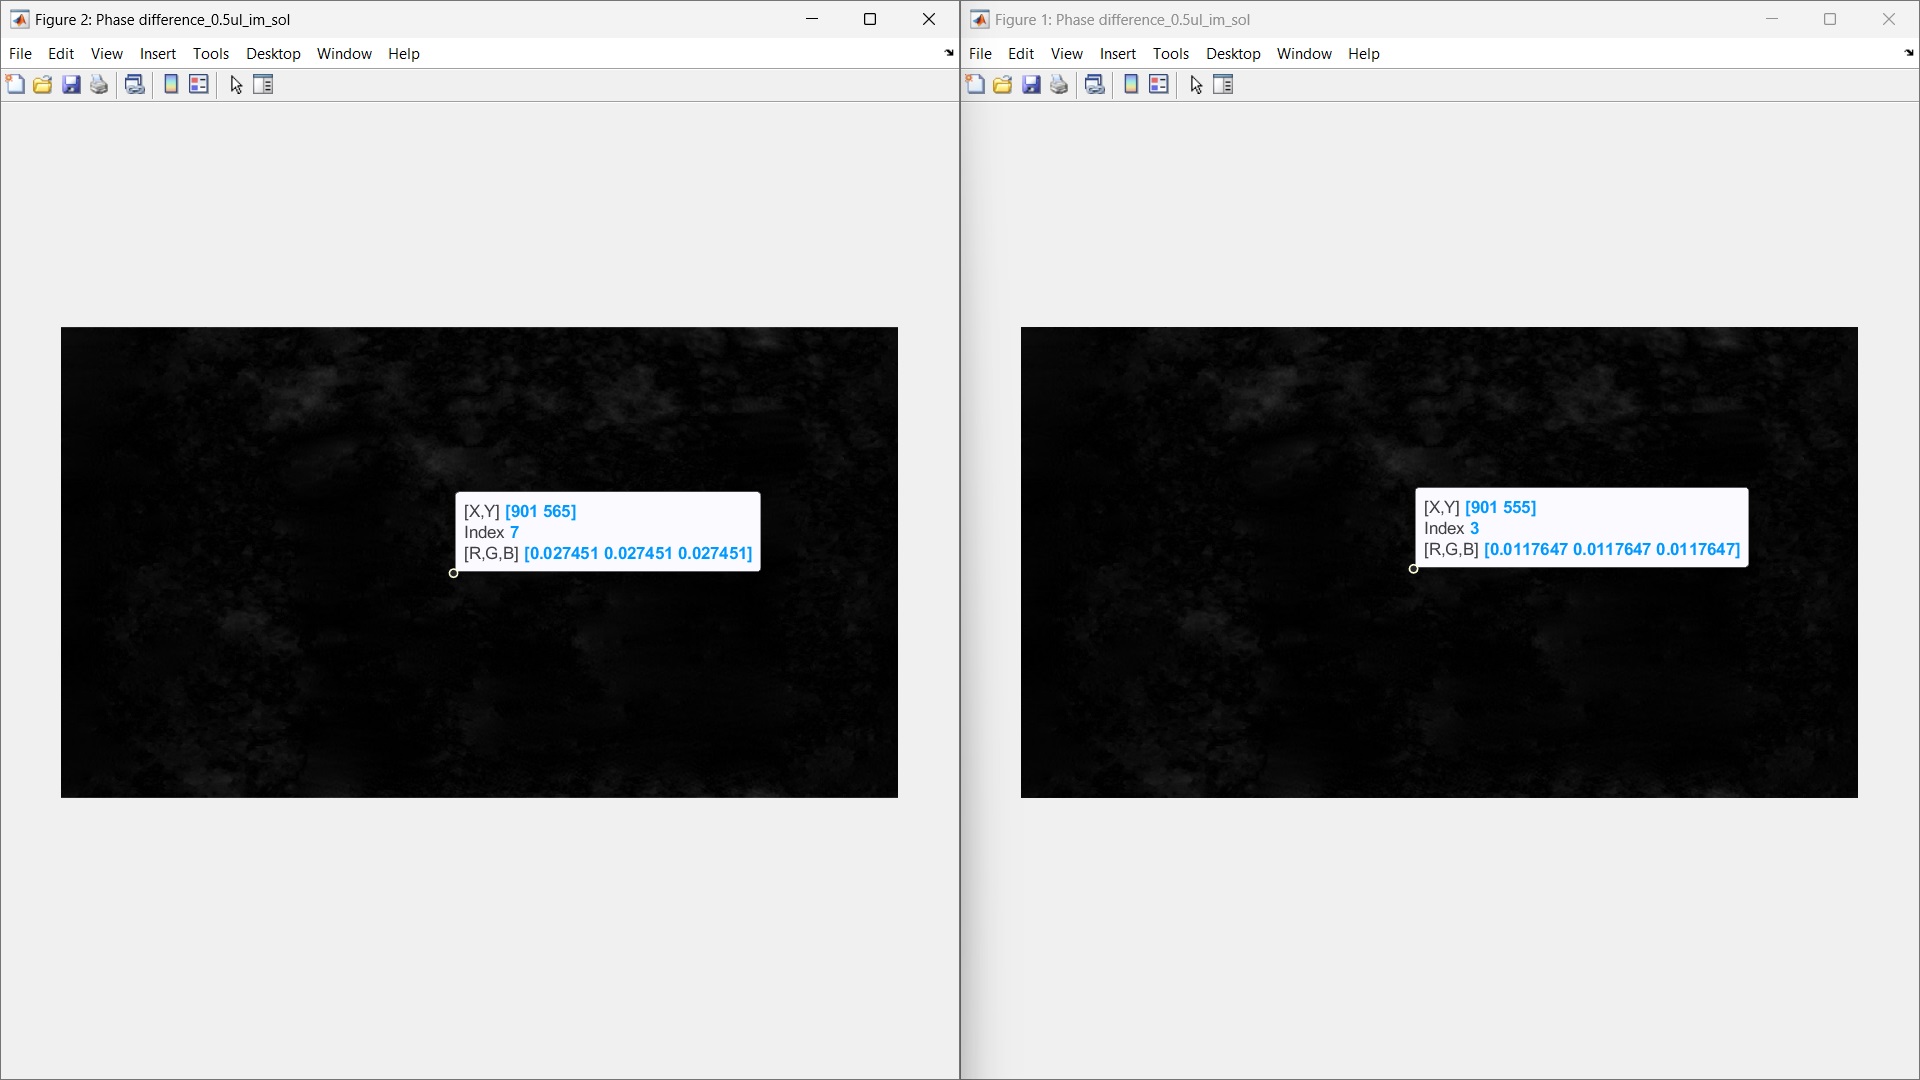 Figure 2: Phase difference_0.5ul_im_sol
File Edit View Insert Tools Desktop Window Help
[X,Y] [901 565]
Index 7
[R,G,B] [0.027451 0.027451 0.027451]
Figure 1: Phase difference_0.5ul_im_sol
File Edit View Insert Tools Desktop Window Help
[X,Y] [901 555]
Index 3
[R,G,B] [0.0117647 0.0117647 0.0117647]